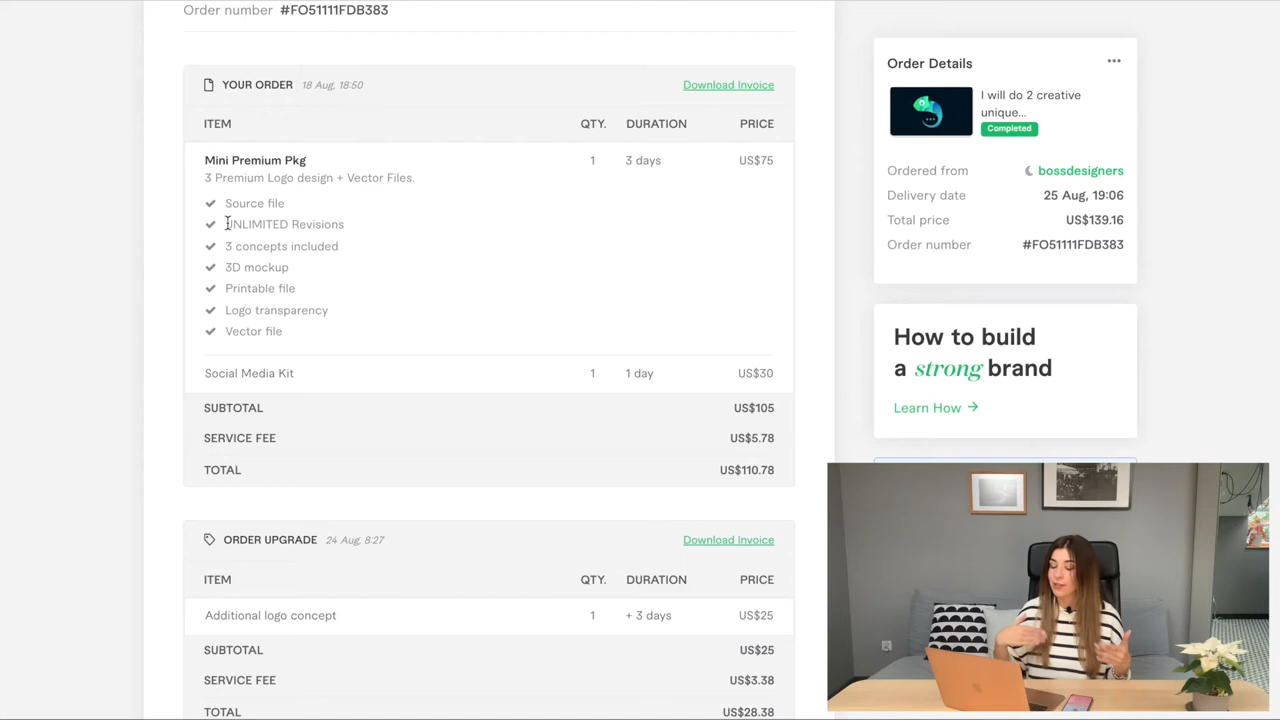 Order number #FO51111FDB383
YOUR ORDER 18 Aug, 18:50 Download Invoice
ITEM QTY. DURATION PRICE
Mini Premium Pkg 1 3 days US$75
3 Premium Logo design + Vector Files.
Source file
UNLIMITED Revisions
3 concepts included
3D mockup
Printable file
Logo transparency
Vector file
Social Media Kit 1 1 day US$30
SUBTOTAL US$105
SERVICE FEE US$5.78
TOTAL US$110.78
ORDER UPGRADE 24 Aug, 8:27 Download Invoice
ITEM QTY. DURATION PRICE
Additional logo concept 1 + 3 days US$25
SUBTOTAL US$25
SERVICE FEE US$3.38
TOTAL US$28.38
Order Details
I will do 2 creative
unique...
Completed
Ordered from bossdesigners
Delivery date 25 Aug, 19:06
Total price US$139.16
Order number #FO51111FDB383
How to build
a strong brand
Learn How →